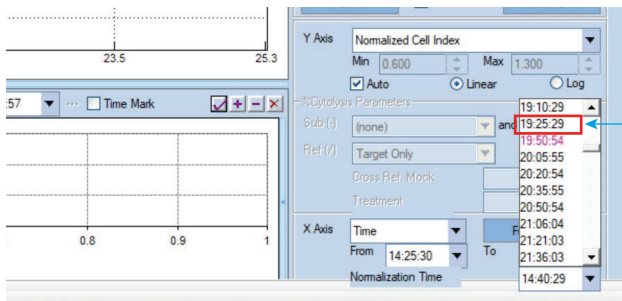 23.5
25.3
:57
Time Mark
0.8
0.9
1
Y Axis
Normalized Cell Index
Min 0.600 Max 1.300
Auto Linear Log
%Cytolysis Parameters
Sub (-) (none) and
Ref (/) Target Only
Cross Ref. Mock
Treatment
X Axis Time F
From 14:25:30 To
Normalization Time 14:40:29
19:10:29
19:25:29
19:50:54
20:05:55
20:20:54
20:35:55
20:50:54
21:06:04
21:21:03
21:36:03